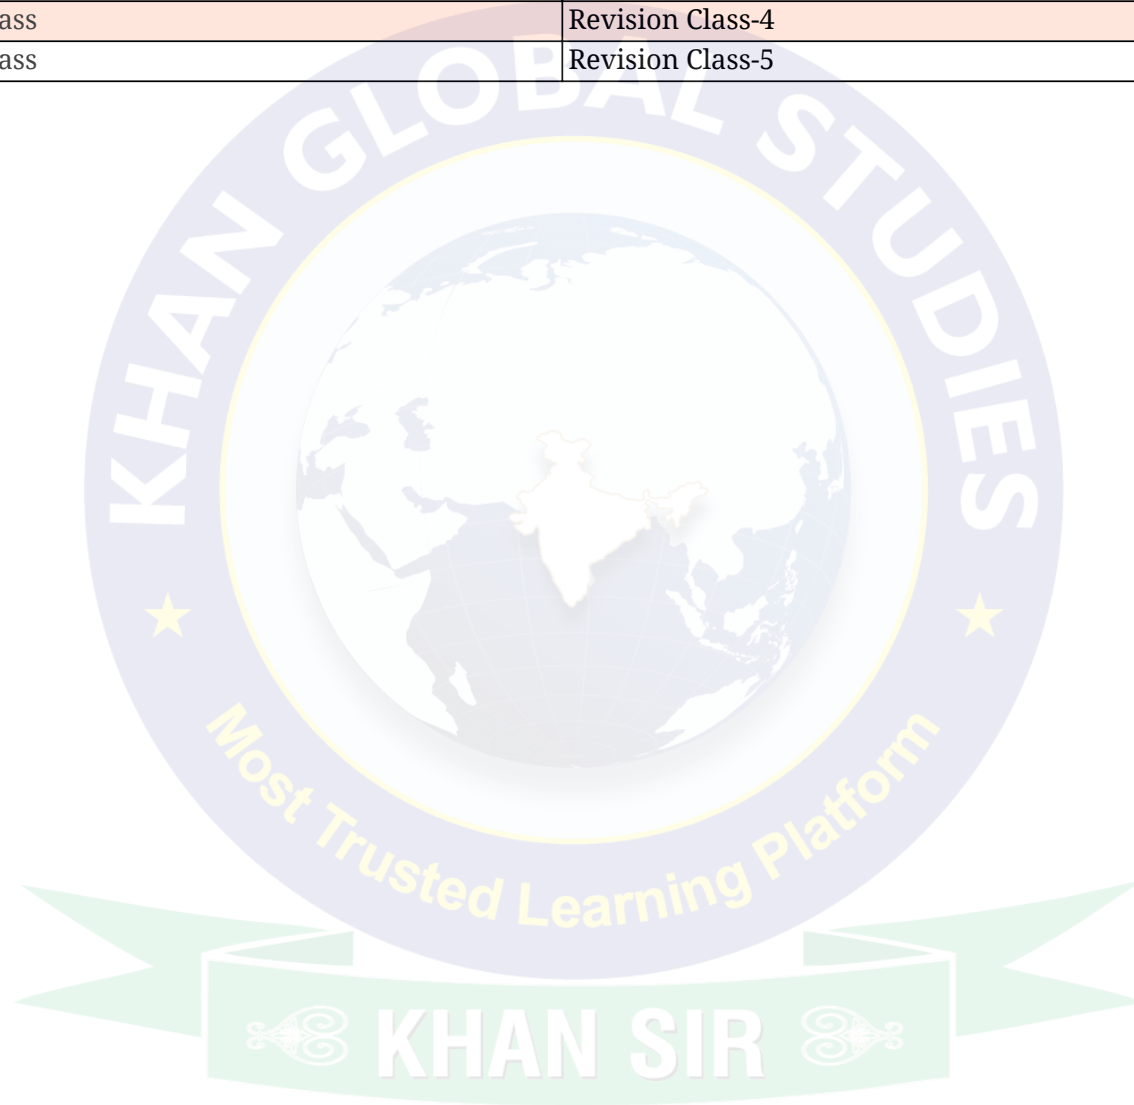 ass Revision Class-4
ass Revision Class-5
KHAN GLOBAL STUDIES
Most Trusted Learning Platform
KHAN SIR